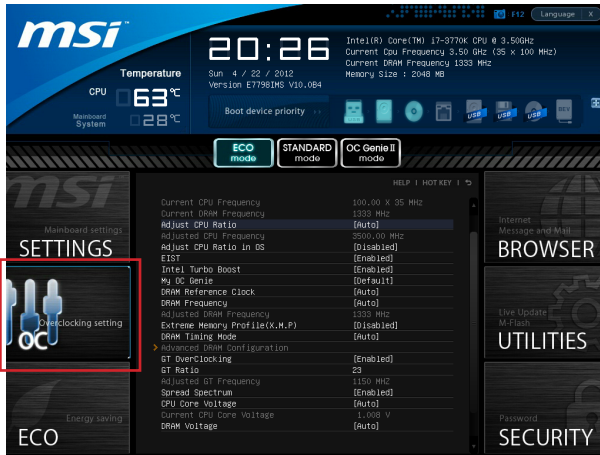 msi
F12 Language X
20:26
Intel(R) Core(TM) i7-3770K CPU @ 3.50GHz
Current Cpu Frequency 3.50 GHz (35 x 100 MHz)
Current DRAM Frequency 1333 MHz
Memory Size : 2048 MB
Sun 4 / 22 / 2012
Version E7798IMS V10.0B4
Temperature
CPU 63℃
Mainboard
System 28℃
Boot device priority
USB USB USB DEV
ECO
mode
STANDARD
mode
OC Genie II
mode
HELP | HOT KEY |
msi
Mainboard settings
SETTINGS
Overclocking setting
OC
Energy saving
ECO
Current CPU Frequency 100.00 X 35 MHz
Current DRAM Frequency 1333 MHz
Adjust CPU Ratio [Auto]
Adjusted CPU Frequency 3500.00 MHz
Adjust CPU Ratio in OS [Disabled]
EIST [Enabled]
Intel Turbo Boost [Enabled]
My OC Genie [Default]
DRAM Reference Clock [Auto]
DRAM Frequency [Auto]
Adjusted DRAM Frequency 1333 MHz
Extreme Memory Profile(X.M.P) [Disabled]
DRAM Timing Mode [Auto]
Advanced DRAM Configuration
GT OverClocking [Enabled]
GT Ratio 23
Adjusted GT Frequency 1150 MHZ
Spread Spectrum [Enabled]
CPU Core Voltage [Auto]
Current CPU Core Voltage 1.008 V
DRAM Voltage [Auto]
Internet
Message and Mail
BROWSER
Live Update
M-Flash
UTILITIES
Password
SECURITY